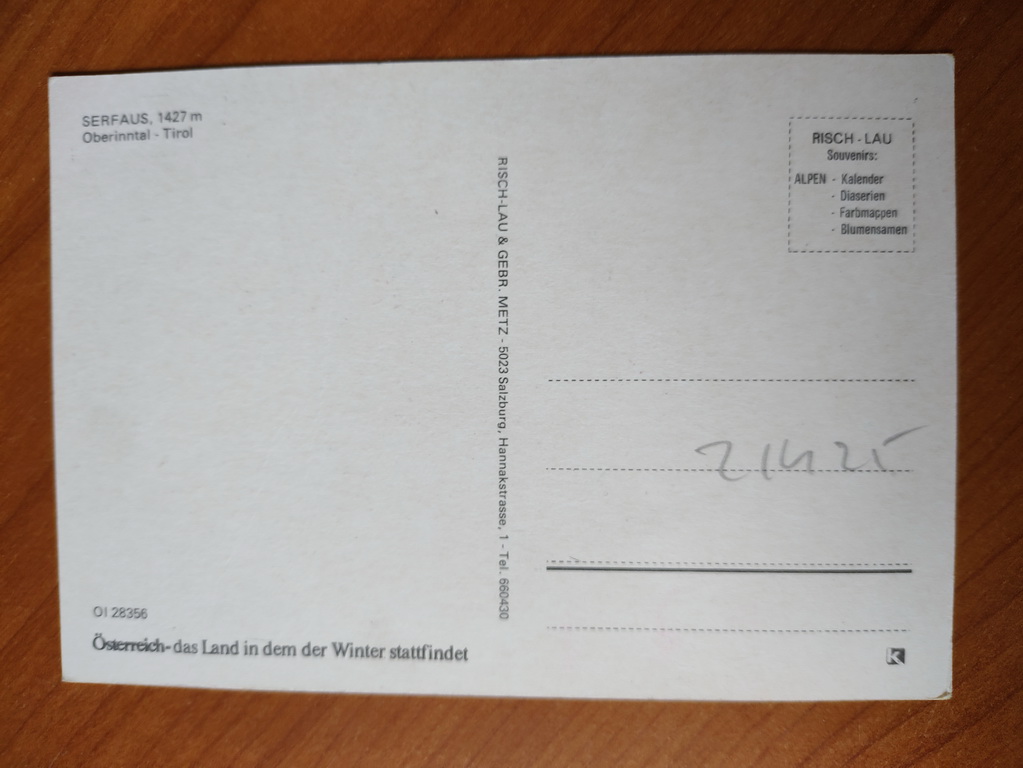 SERFAUS, 1427 m
Oberinntal - Tirol
RISCH - LAU
Souvenirs:
ALPEN - Kalender
- Diaserien
- Farbmappen
- Blumensamen
RISCH-LAU & GEBR. METZ - 5023 Salzburg, Hannakstrasse, 1 - Tel. 660430
OI 28356
Österreich- das Land in dem der Winter stattfindet
K